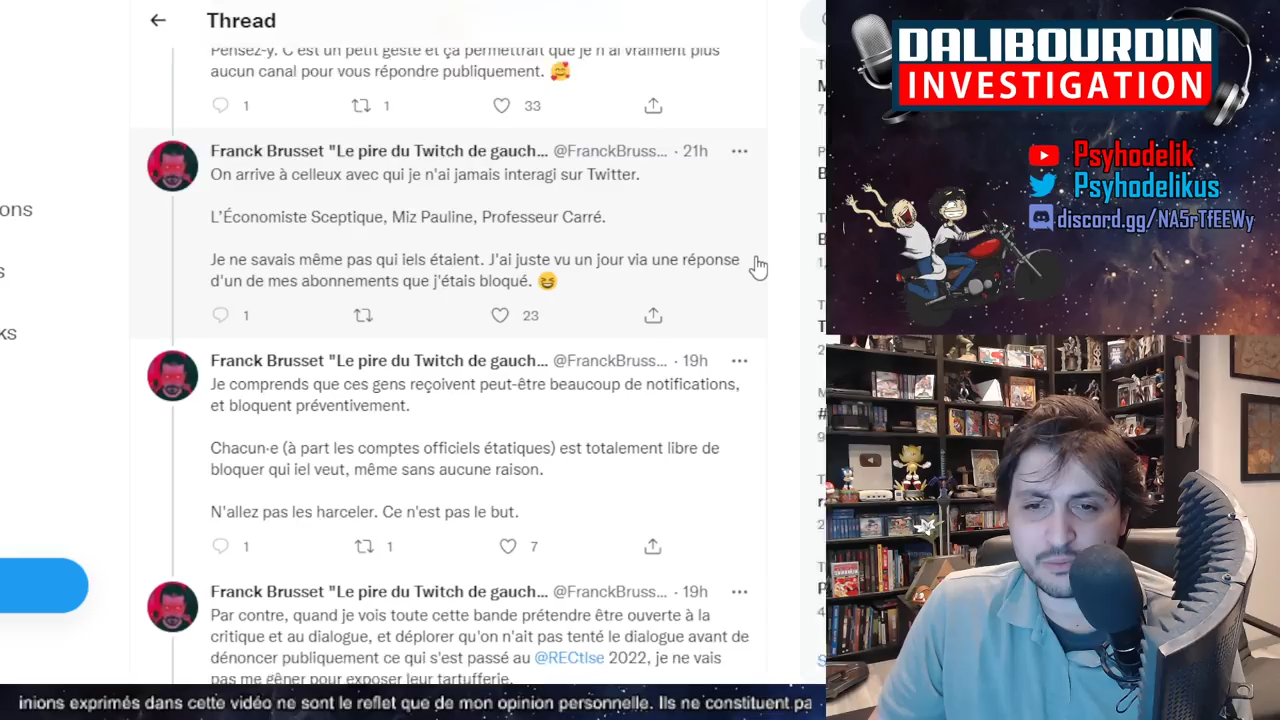 Thread
Pensez-y. C'est un petit geste et ça permettrait que je n'ai vraiment plus
aucun canal pour vous répondre publiquement. 🥰
1 1 33
Franck Brusset "Le pire du Twitch de gauch... @FranckBruss... · 21h
On arrive à celleux avec qui je n'ai jamais interagi sur Twitter.
L'Économiste Sceptique, Miz Pauline, Professeur Carré.
Je ne savais même pas qui iels étaient. J'ai juste vu un jour via une réponse
d'un de mes abonnements que j'étais bloqué. 😆
1 23
Franck Brusset "Le pire du Twitch de gauch... @FranckBruss... · 19h
Je comprends que ces gens reçoivent peut-être beaucoup de notifications,
et bloquent préventivement.
Chacun·e (à part les comptes officiels étatiques) est totalement libre de
bloquer qui iel veut, même sans aucune raison.
N'allez pas les harceler. Ce n'est pas le but.
1 1 7
Franck Brusset "Le pire du Twitch de gauch... @FranckBruss... · 19h
Par contre, quand je vois toute cette bande prétendre être ouverte à la
critique et au dialogue, et déplorer qu'on n'ait pas tenté le dialogue avant de
dénoncer publiquement ce qui s'est passé au @RECtlse 2022, je ne vais
pas me gêner pour exposer leur tartufferie.
ons
s
ks
DALIBOURDIN
INVESTIGATION
Psyhodelik
Psyhodelikus
discord.gg/NA5rTfEEWy
inions exprimés dans cette vidéo ne sont le reflet que de mon opinion personnelle. Ils ne constituent pa